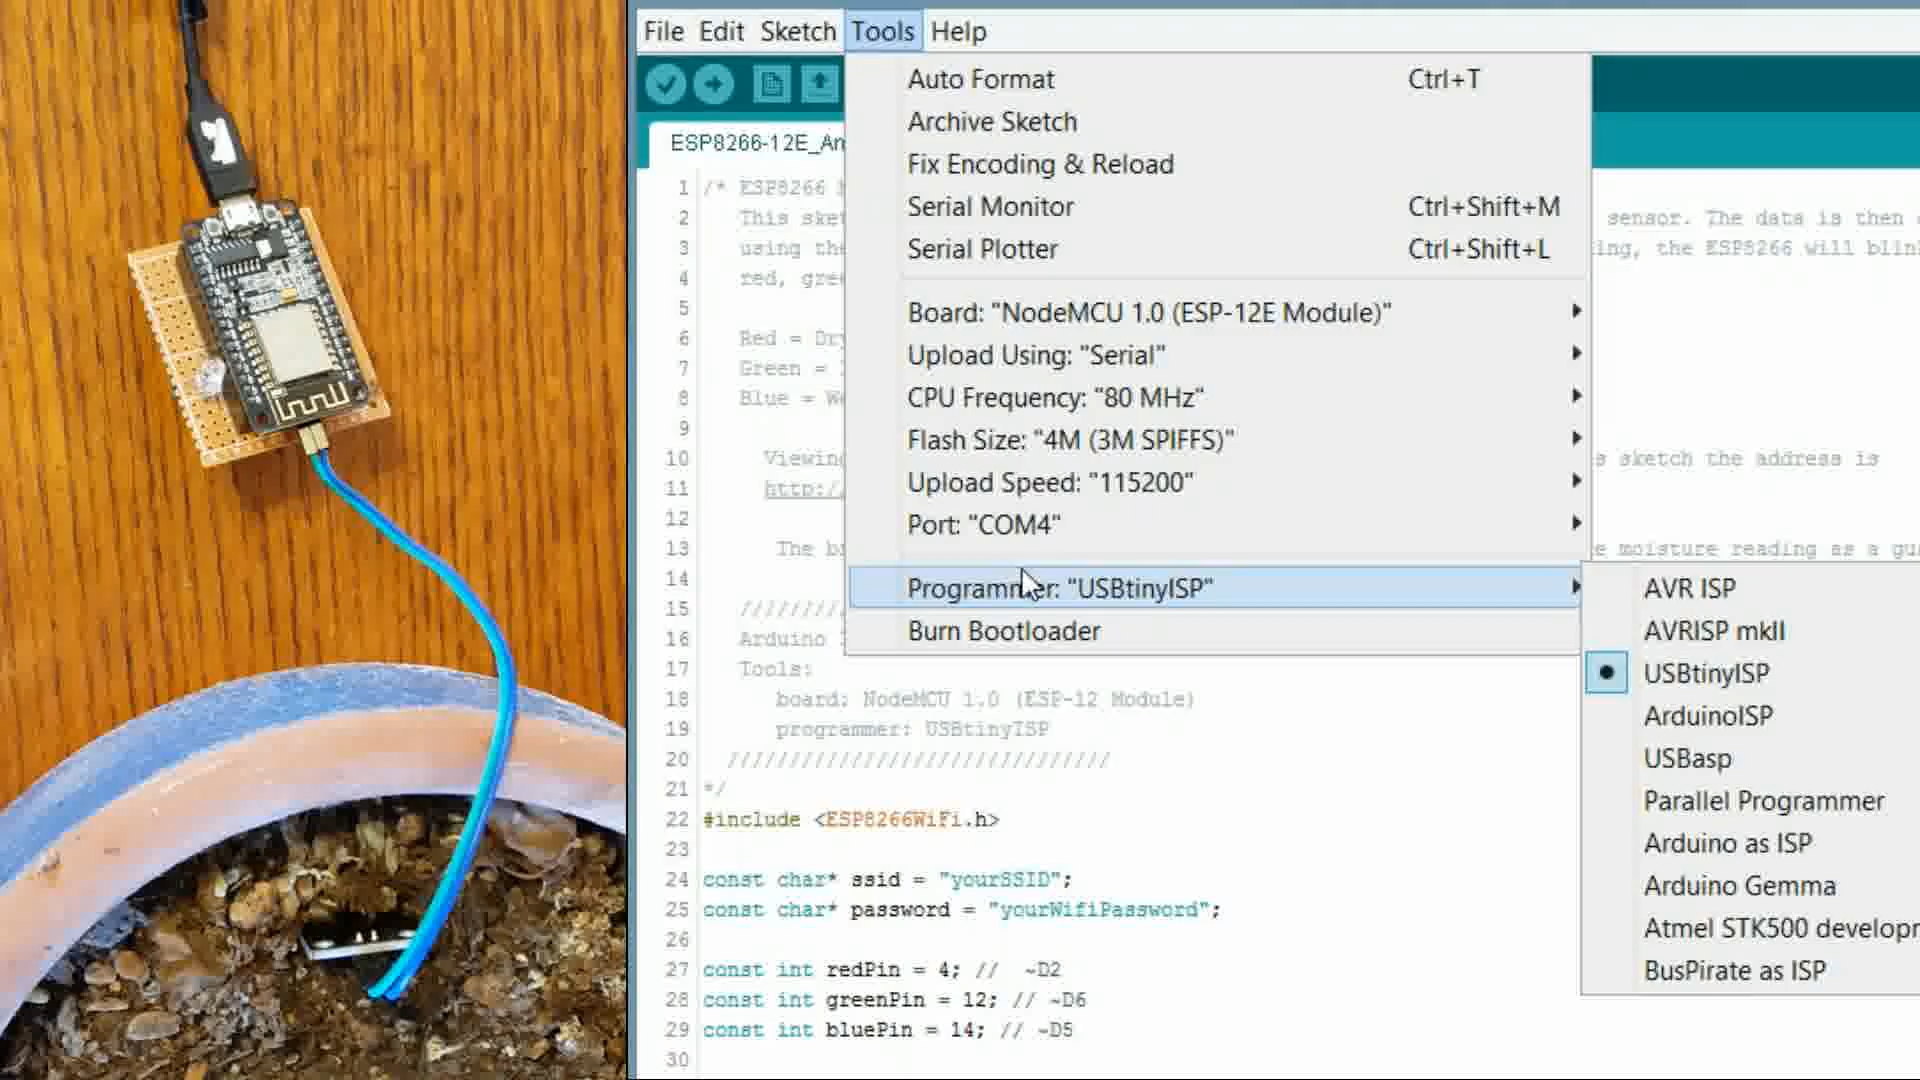 File Edit Sketch Tools Help
Auto Format Ctrl+T
Archive Sketch
Fix Encoding & Reload
Serial Monitor Ctrl+Shift+M
Serial Plotter Ctrl+Shift+L
Board: "NodeMCU 1.0 (ESP-12E Module)"
Upload Using: "Serial"
CPU Frequency: "80 MHz"
Flash Size: "4M (3M SPIFFS)"
Upload Speed: "115200"
Port: "COM4"
Programmer: "USBtinyISP"
Burn Bootloader
AVR ISP
AVRISP mkII
USBtinyISP
ArduinoISP
USBasp
Parallel Programmer
Arduino as ISP
Arduino Gemma
Atmel STK500
BusPirate as ISP
ESP8266-12E_
1 /* ESP8266
2 This sensor. The data is then
3 using the ing, the ESP8266 will
4 red,
5
6 Red =
7 Green =
8 Blue =
9
10 Viewing sketch the address is
11 http:/
12
13 The moisture reading as a
14
15 /////////
16 Arduino
17 Tools:
18 board: NodeMCU 1.0 (ESP-12 Module)
19 programmer: USBtinyISP
20 ///////////////////////////////
21 */
22 #include <ESP8266WiFi.h>
23
24 const char* ssid = "yourSSID";
25 const char* password = "yourWifiPassword";
26
27 const int redPin = 4; // ~D2
28 const int greenPin = 12; // ~D6
29 const int bluePin = 14; // ~D5
30